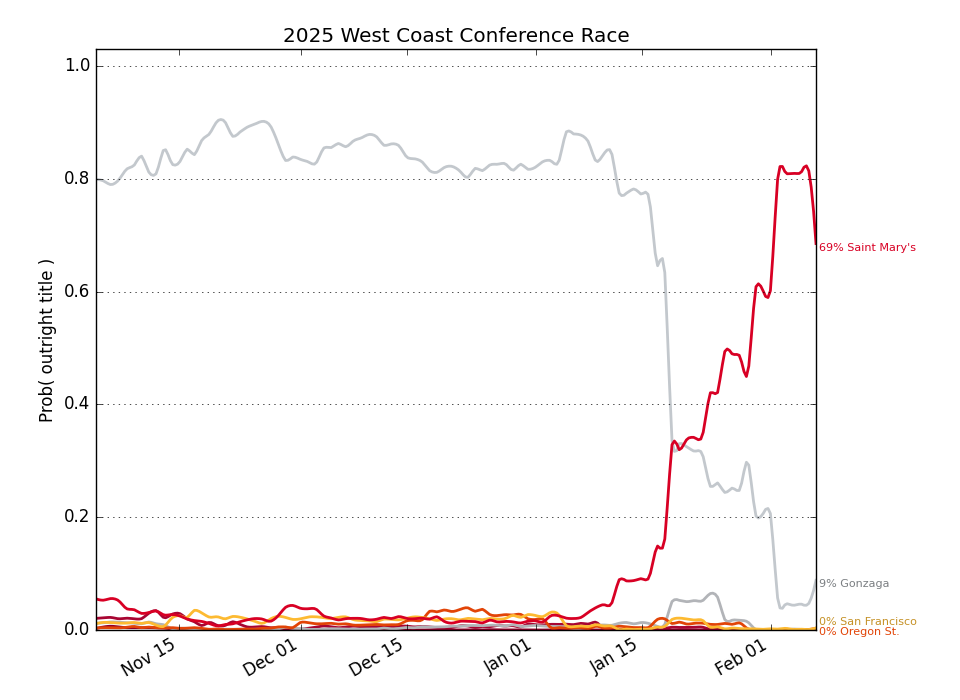 2025 West Coast Conference Race
Prob( outright title )
1.0
0.8
0.6
0.4
0.2
0.0
69% Saint Mary's
9% Gonzaga
0% San Francisco
0% Oregon St.
Nov 15
Dec 01
Dec 15
Jan 01
Jan 15
Feb 01